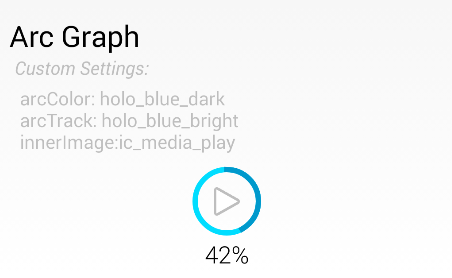 Arc Graph
Custom Settings:
arcColor: holo_blue_dark
arcTrack: holo_blue_bright
innerImage:ic_media_play
42%